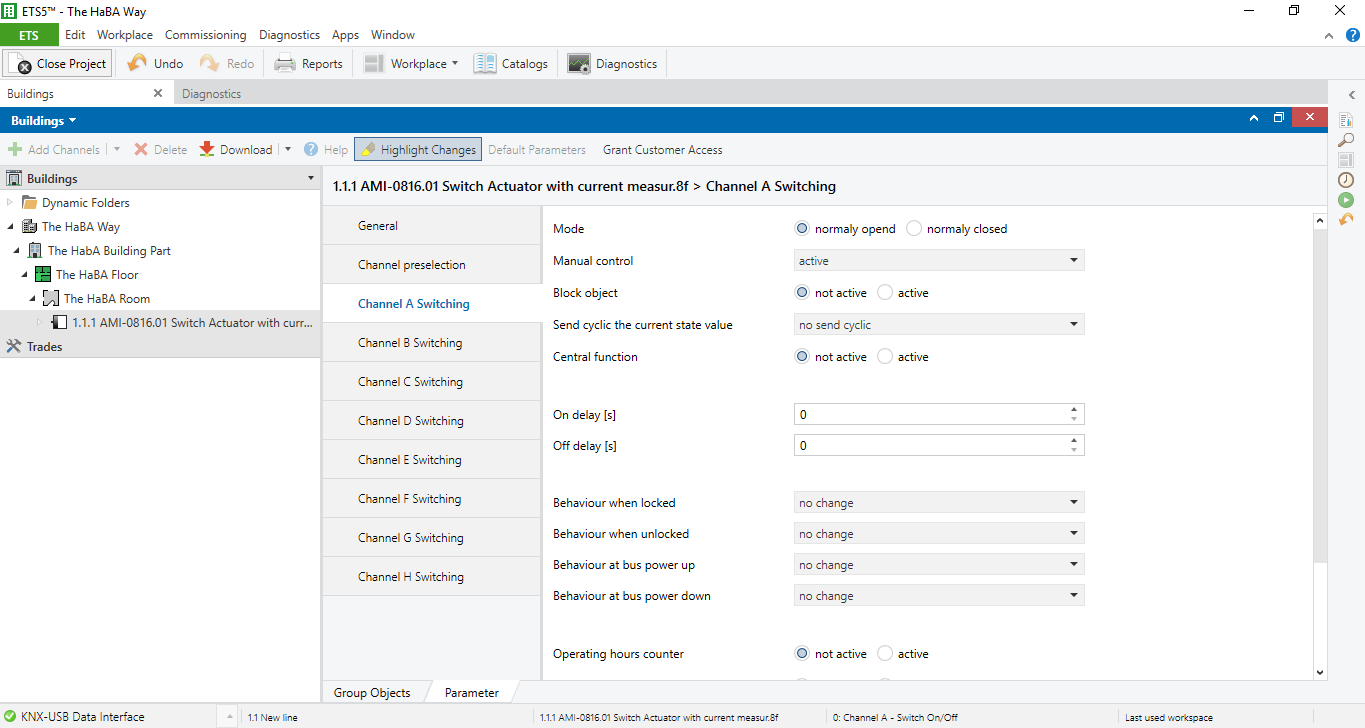 ETS5™ - The HaBA Way
ETS Edit Workplace Commissioning Diagnostics Apps Window
Close Project Undo Redo Reports Workplace Catalogs Diagnostics
Buildings Diagnostics
Buildings
Add Channels Delete Download Help Highlight Changes Default Parameters Grant Customer Access
Buildings
Dynamic Folders
The HaBA Way
The HabA Building Part
The HaBA Floor
The HaBA Room
1.1.1 AMI-0816.01 Switch Actuator with curr...
Trades
1.1.1 AMI-0816.01 Switch Actuator with current measur.8f > Channel A Switching
General
Channel preselection
Channel A Switching
Channel B Switching
Channel C Switching
Channel D Switching
Channel E Switching
Channel F Switching
Channel G Switching
Channel H Switching
Mode normaly opend normaly closed
Manual control active
Block object not active active
Send cyclic the current state value no send cyclic
Central function not active active
On delay [s] 0
Off delay [s] 0
Behaviour when locked no change
Behaviour when unlocked no change
Behaviour at bus power up no change
Behaviour at bus power down no change
Operating hours counter not active active
Group Objects Parameter
KNX-USB Data Interface 1.1 New line 1.1.1 AMI-0816.01 Switch Actuator with current measur.8f 0: Channel A - Switch On/Off Last used workspace